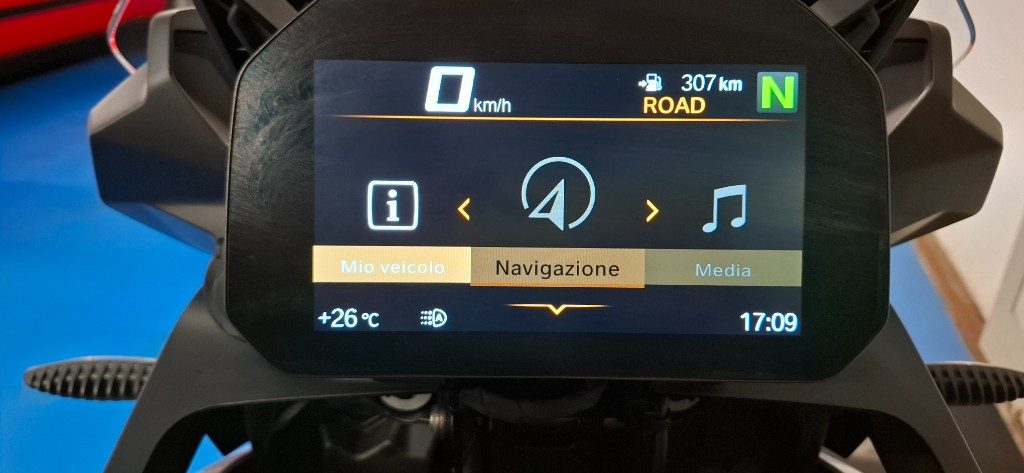 0 km/h
307 km
ROAD
N
i
Mio veicolo
Navigazione
Media
+26 °C
A
17:09